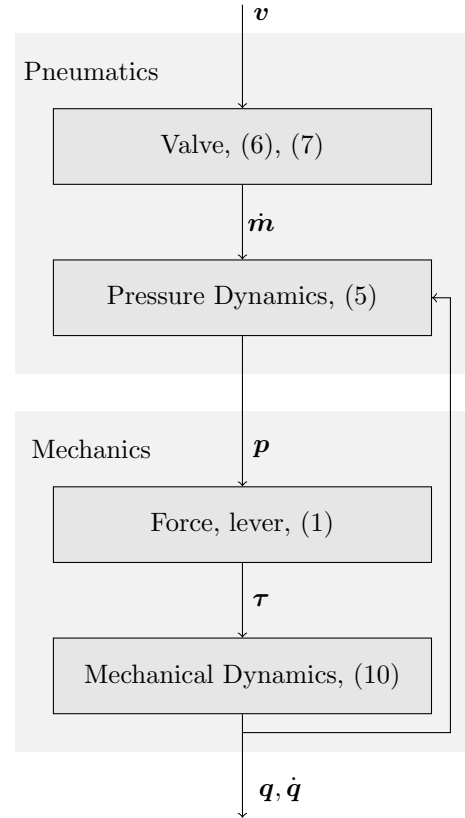 v
Pneumatics
Valve, (6), (7)
ṁ
Pressure Dynamics, (5)
Mechanics
p
Force, lever, (1)
τ
Mechanical Dynamics, (10)
q, q̇